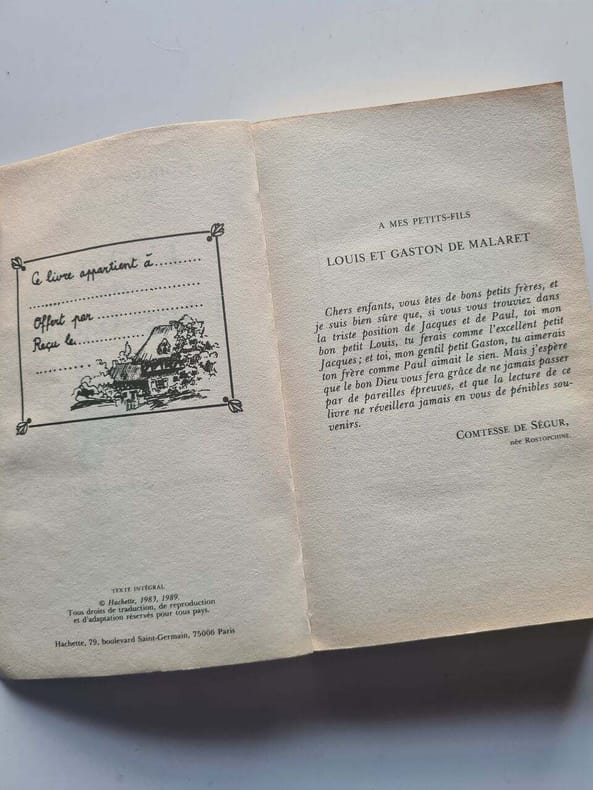 Ce livre appartient à..........
..............................
Offert par ...................
Reçu le.......................
............
TEXTE INTÉGRAL
© Hachette, 1983, 1989.
Tous droits de traduction, de reproduction
et d'adaptation réservés pour tous pays.
Hachette, 79, boulevard Saint-Germain, 75006 Paris
A MES PETITS-FILS
LOUIS ET GASTON DE MALARET
Chers enfants, vous êtes de bons petits frères, et
je suis bien sûre que, si vous vous trouviez dans
la triste position de Jacques et de Paul, toi mon
bon petit Louis, tu ferais comme l'excellent petit
Jacques; et toi, mon gentil petit Gaston, tu aimerais
ton frère comme Paul aimait le sien. Mais j'espère
que le bon Dieu vous fera grâce de ne jamais passer
par de pareilles épreuves, et que la lecture de ce
livre ne réveillera jamais en vous de pénibles sou-
venirs.
COMTESSE DE SÉGUR,
née ROSTOPCHINE.